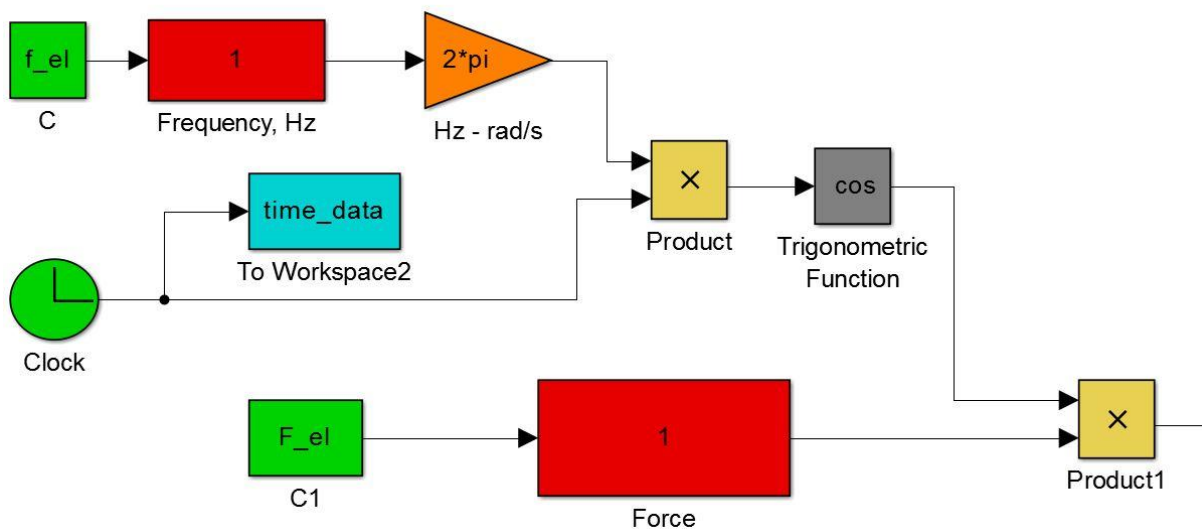 f_el
C
1
Frequency, Hz
2*pi
Hz - rad/s
time_data
To Workspace2
Clock
×
Product
cos
Trigonometric
Function
F_el
C1
1
Force
×
Product1